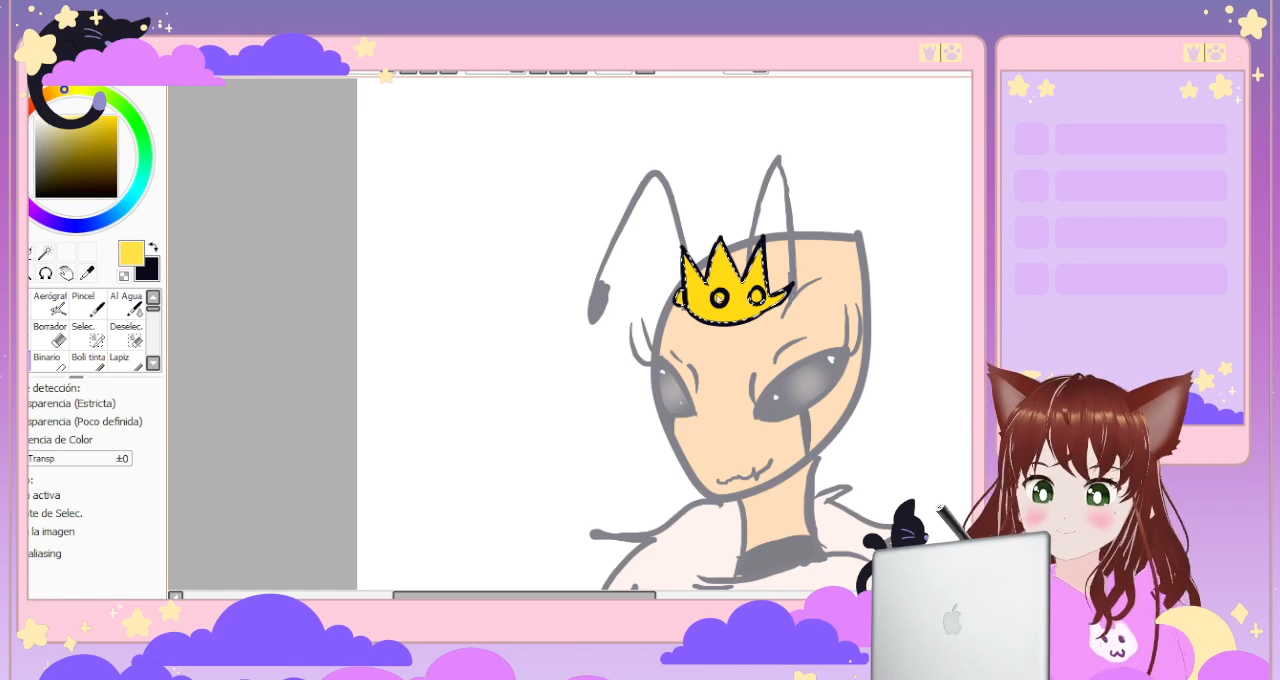 Aerógraf Pincel Al Agua
Borrador Selec. Deselec.
Binario Boli tinta Lapiz
e detección:
sparencia (Estricta)
sparencia (Poco definida)
encia de Color
Transp ±0
o:
n activa
te de Selec.
la imagen
aliasing